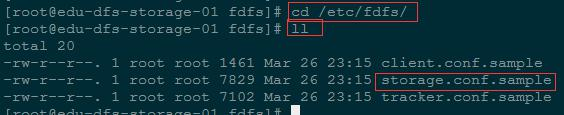 [root@edu-dfs-storage-01 fdfs]# cd /etc/fdfs/
[root@edu-dfs-storage-01 fdfs]# ll
total 20
-rw-r--r--. 1 root root 1461 Mar 26 23:15 client.conf.sample
-rw-r--r--. 1 root root 7829 Mar 26 23:15 storage.conf.sample
-rw-r--r--. 1 root root 7102 Mar 26 23:15 tracker.conf.sample
[root@edu-dfs-storage-01 fdfs]#